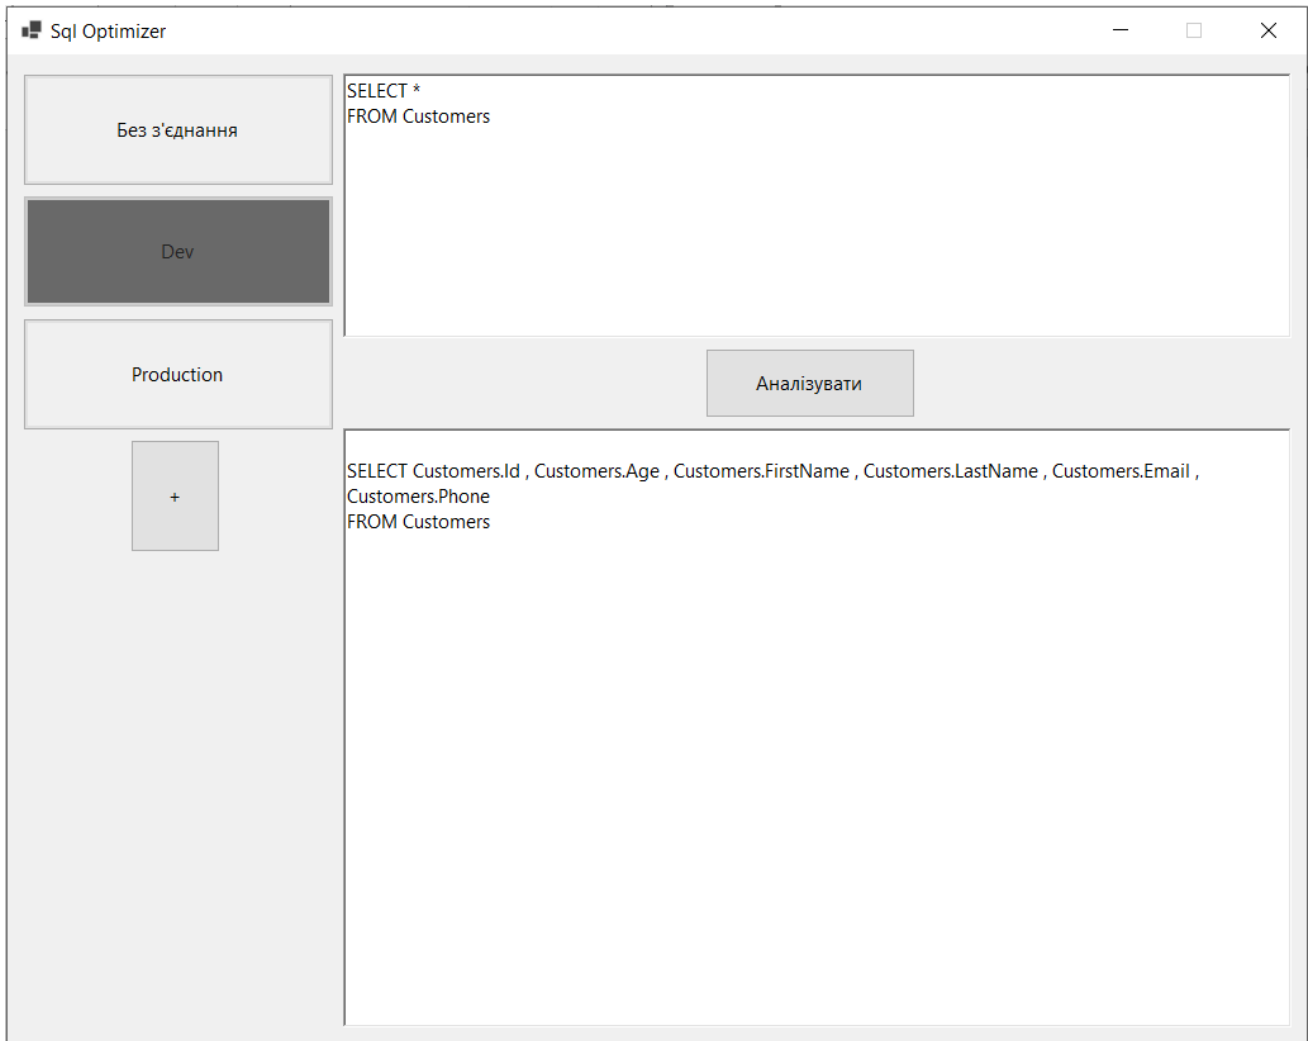 Sql Optimizer
Без з'єднання
Dev
Production
+
SELECT *
FROM Customers
Аналізувати
SELECT Customers.Id , Customers.Age , Customers.FirstName , Customers.LastName , Customers.Email ,
Customers.Phone
FROM Customers